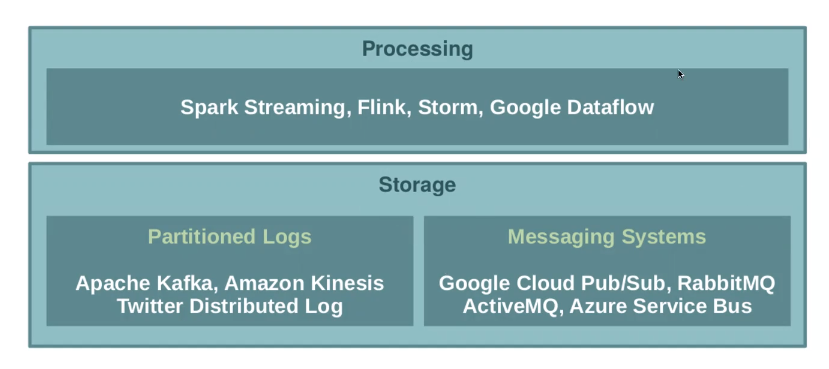 Processing
Spark Streaming, Flink, Storm, Google Dataflow
Storage
Partitioned Logs
Apache Kafka, Amazon Kinesis
Twitter Distributed Log
Messaging Systems
Google Cloud Pub/Sub, RabbitMQ
ActiveMQ, Azure Service Bus